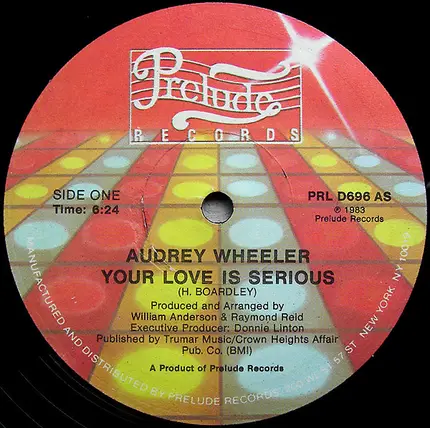 Prelude
RECORDS
SIDE ONE
Time: 6:24
PRL D696 AS
℗ 1983
Prelude Records
AUDREY WHEELER
YOUR LOVE IS SERIOUS
(H. BOARDLEY)
Produced and Arranged by
William Anderson & Raymond Reid
Executive Producer: Donnie Linton
Published by Trumar Music/Crown Heights Affair
Pub. Co. (BMI)
A Product of Prelude Records
MANUFACTURED AND DISTRIBUTED BY PRELUDE RECORDS 57 ST NEW YORK, NY